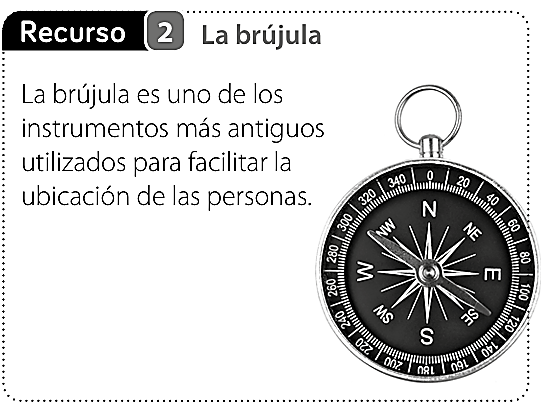 Recurso 2 La brújula
La brújula es uno de los
instrumentos más antiguos
utilizados para facilitar la
ubicación de las personas.
0
20
40
60
80
100
120
140
160
180
200
220
240
260
280
300
320
340
N
NE
E
SE
S
SW
W
NW